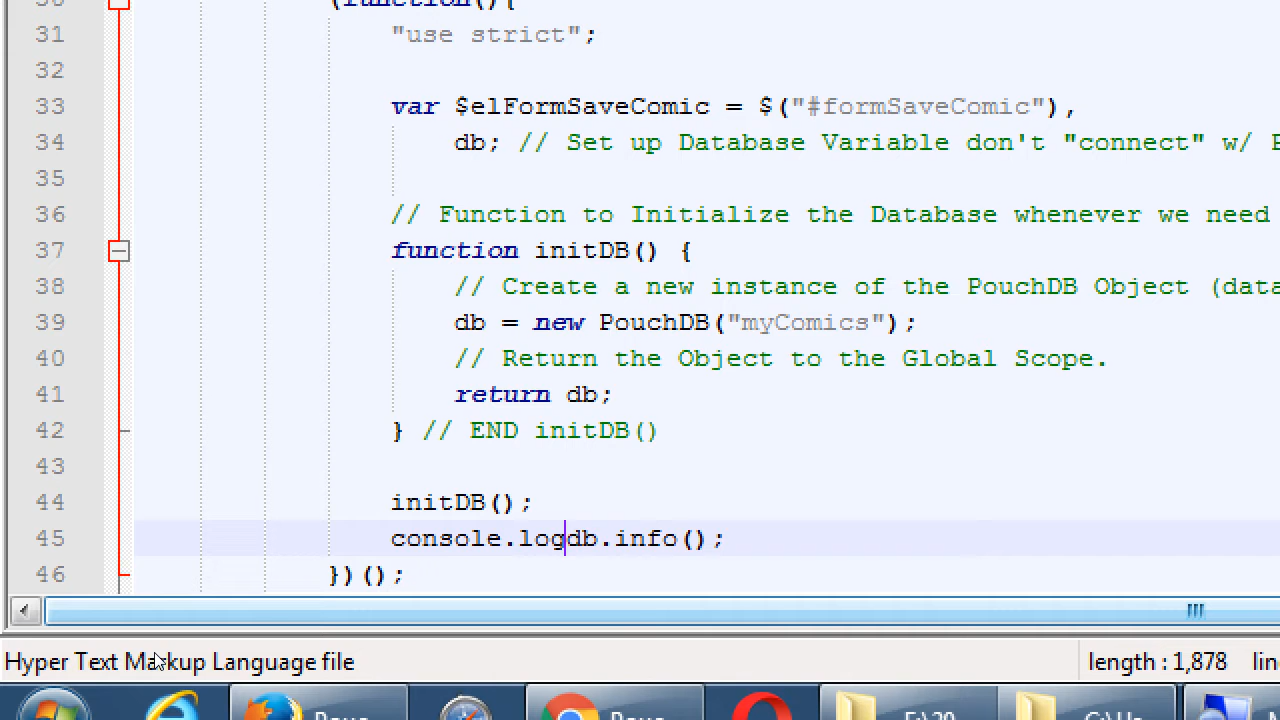 30 (function(){
31 "use strict";
32
33 var $elFormSaveComic = $("#formSaveComic"),
34 db; // Set up Database Variable don't "connect" w/
35
36 // Function to Initialize the Database whenever we need
37 function initDB() {
38 // Create a new instance of the PouchDB Object (data
39 db = new PouchDB("myComics");
40 // Return the Object to the Global Scope.
41 return db;
42 } // END initDB()
43
44 initDB();
45 console.logdb.info();
46 })();
Hyper Text Markup Language file length : 1,878 lin